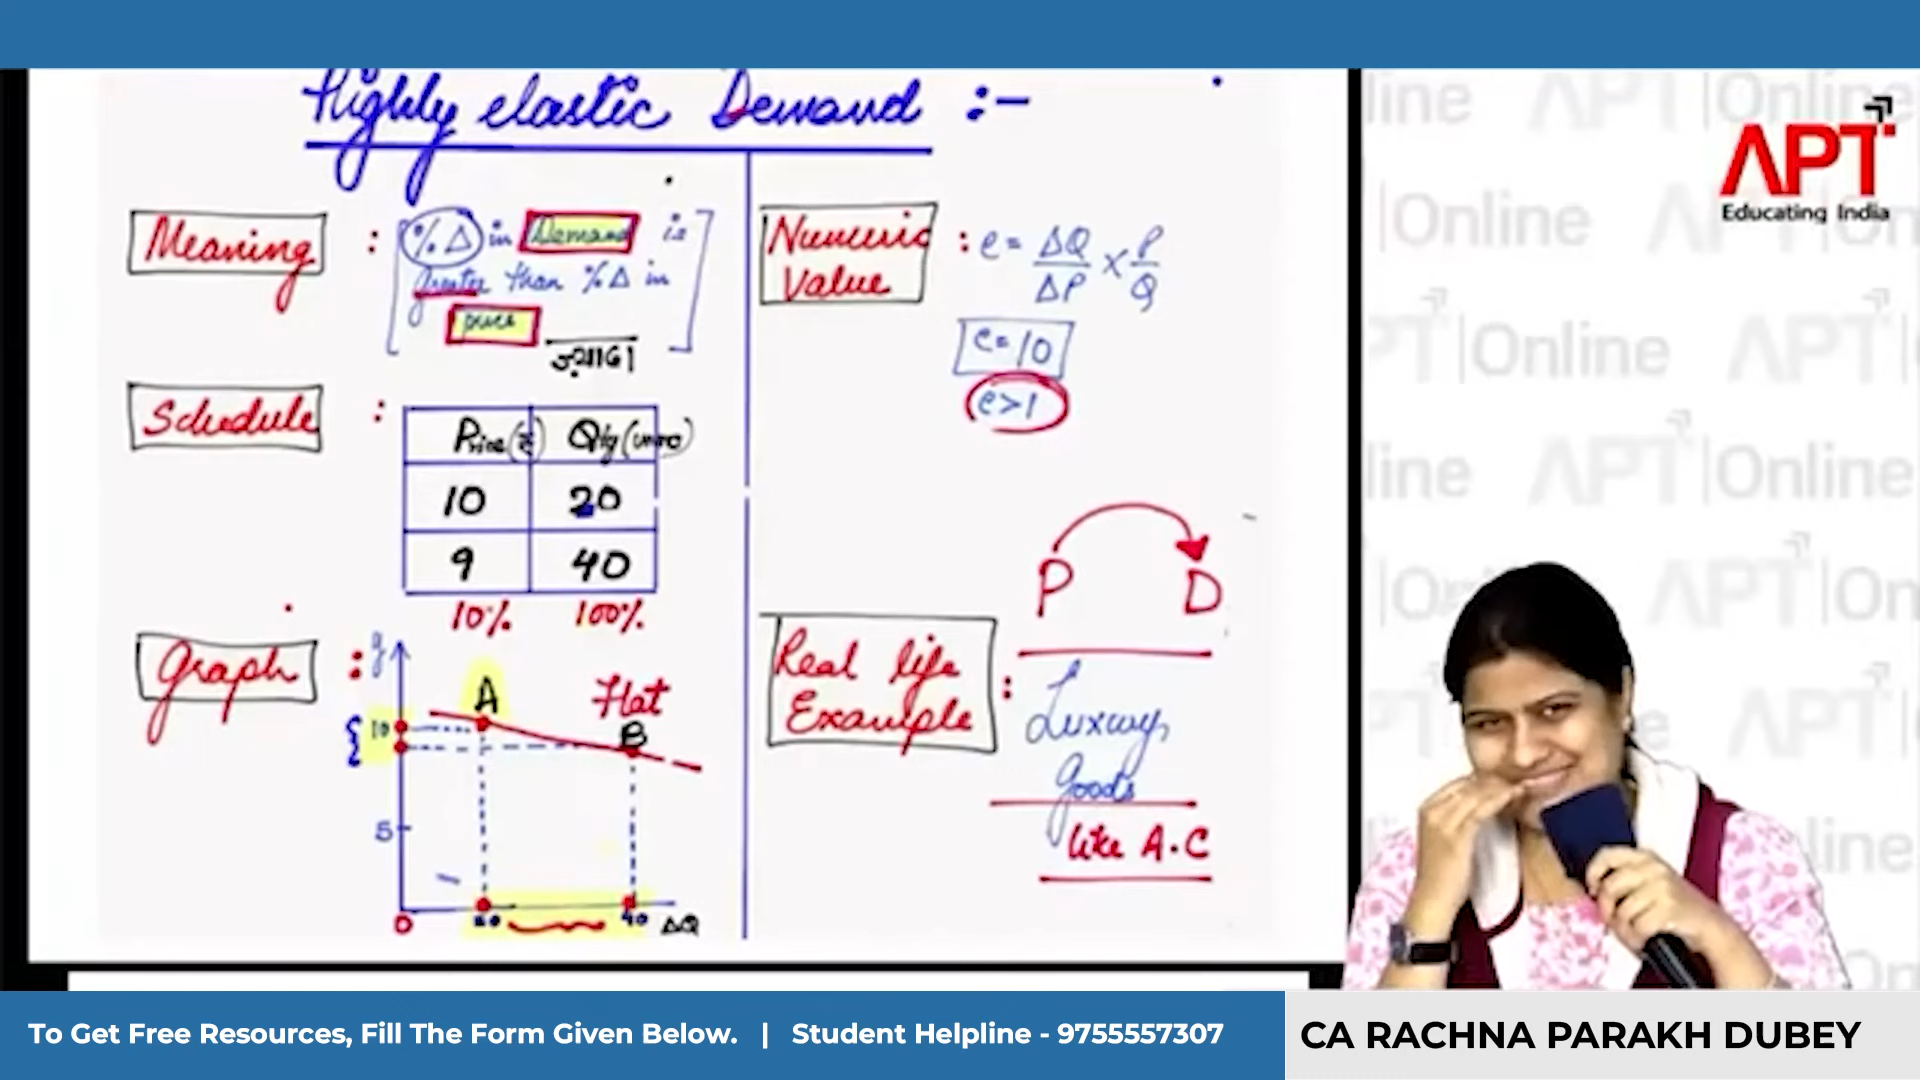 Highly elastic Demand :-
Meaning : [ % Δ in Demand is
greater than % Δ in
price ]
Schedule :
Price (₹) Qty (units)
10 20
9 40
10% 100%
Graph :
y
A
Flat
B
10
5
0 20 40 ΔQ
Numeric
Value : e = ΔQ/ΔP × P/Q
e = 10
e > 1
P D
Real life
Example :
Luxury
Goods
like A.C
APT
Educating India
APT | Online
To Get Free Resources, Fill The Form Given Below. | Student Helpline - 9755557307
CA RACHNA PARAKH DUBEY